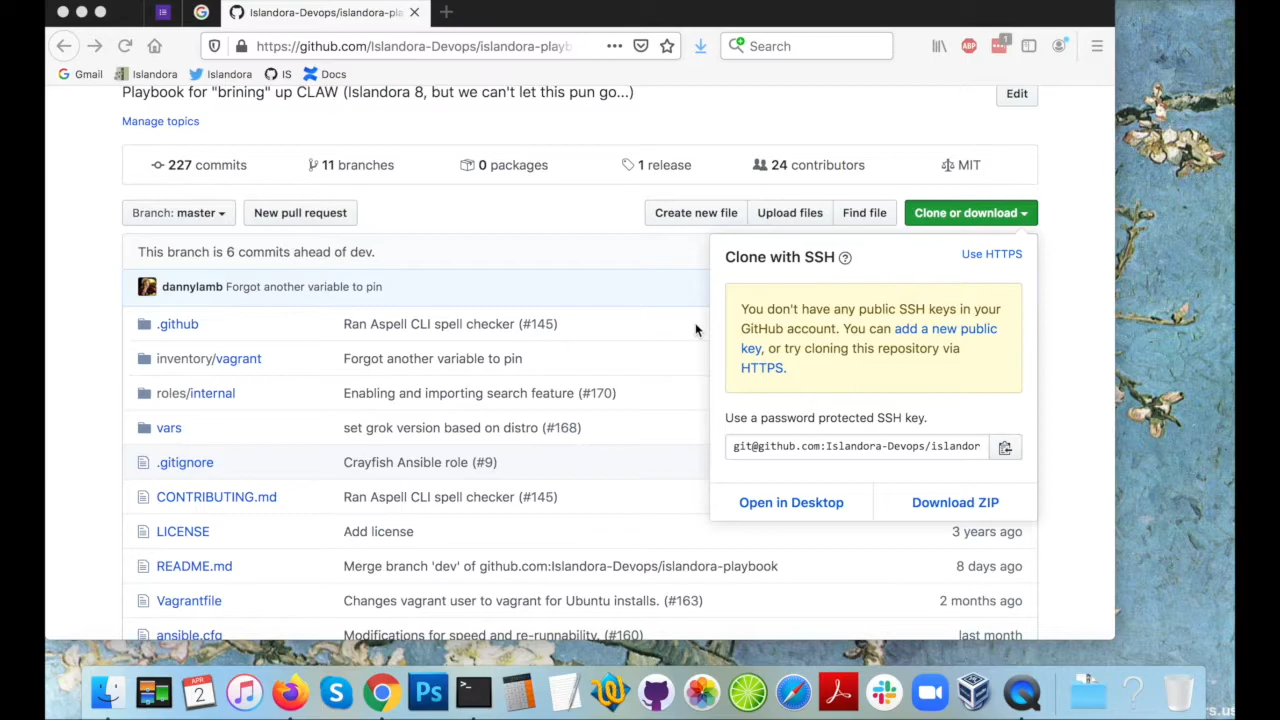 Islandora-Devops/islandora-pla
https://github.com/Islandora-Devops/islandora-playb
Search
ABP
1
Gmail
Islandora
Islandora
IS
Docs
Playbook for "brining" up CLAW (Islandora 8, but we can't let this pun go...)
Edit
Manage topics
227 commits
11 branches
0 packages
1 release
24 contributors
MIT
Branch: master
New pull request
Create new file
Upload files
Find file
Clone or download
This branch is 6 commits ahead of dev.
Clone with SSH
Use HTTPS
You don't have any public SSH keys in your
GitHub account. You can add a new public
key, or try cloning this repository via
HTTPS.
Use a password protected SSH key.
git@github.com:Islandora-Devops/islandor
Open in Desktop
Download ZIP
dannylamb Forgot another variable to pin
.github
Ran Aspell CLI spell checker (#145)
inventory/vagrant
Forgot another variable to pin
roles/internal
Enabling and importing search feature (#170)
vars
set grok version based on distro (#168)
.gitignore
Crayfish Ansible role (#9)
CONTRIBUTING.md
Ran Aspell CLI spell checker (#145)
LICENSE
Add license
3 years ago
README.md
Merge branch 'dev' of github.com:Islandora-Devops/islandora-playbook
8 days ago
Vagrantfile
Changes vagrant user to vagrant for Ubuntu installs. (#163)
2 months ago
ansible.cfg
Modifications for speed and re-runnability. (#160)
last month
APR
2
Ps
rs.us